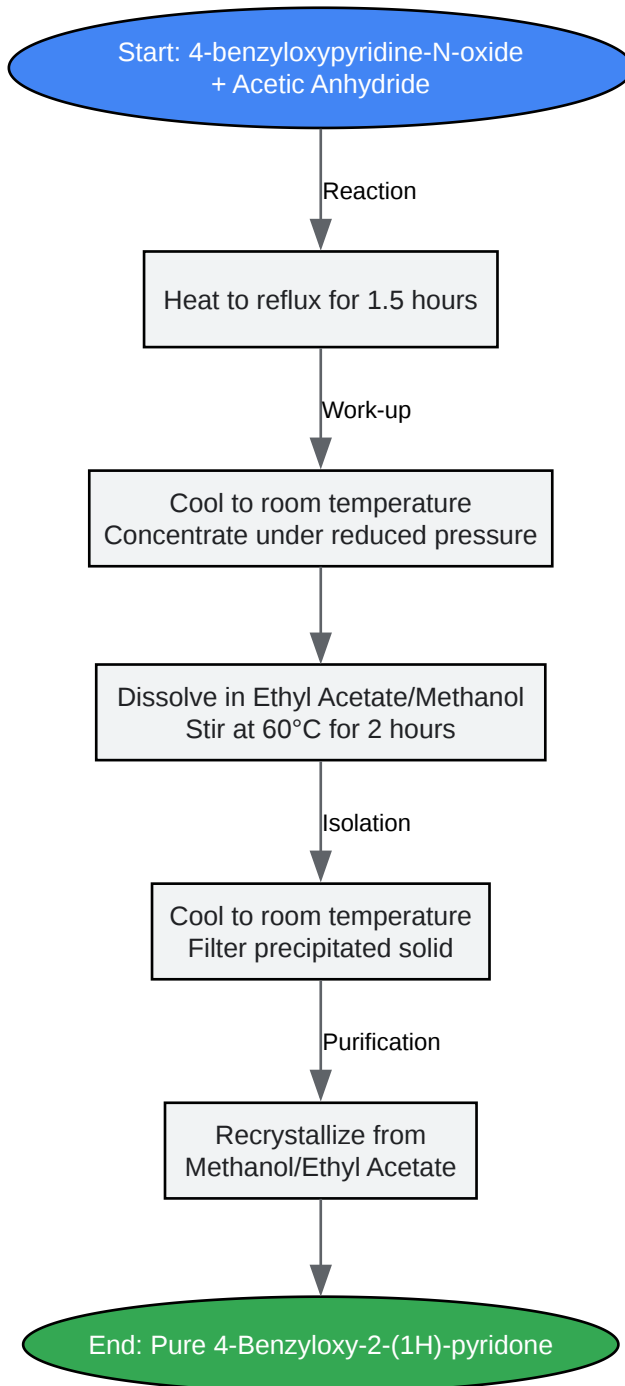 Start: 4-benzyloxypyridine-N-oxide
+ Acetic Anhydride
Reaction
Heat to reflux for 1.5 hours
Work-up
Cool to room temperature
Concentrate under reduced pressure
Dissolve in Ethyl Acetate/Methanol
Stir at 60°C for 2 hours
Isolation
Cool to room temperature
Filter precipitated solid
Purification
Recrystallize from
Methanol/Ethyl Acetate
End: Pure 4-Benzyloxy-2-(1H)-pyridone